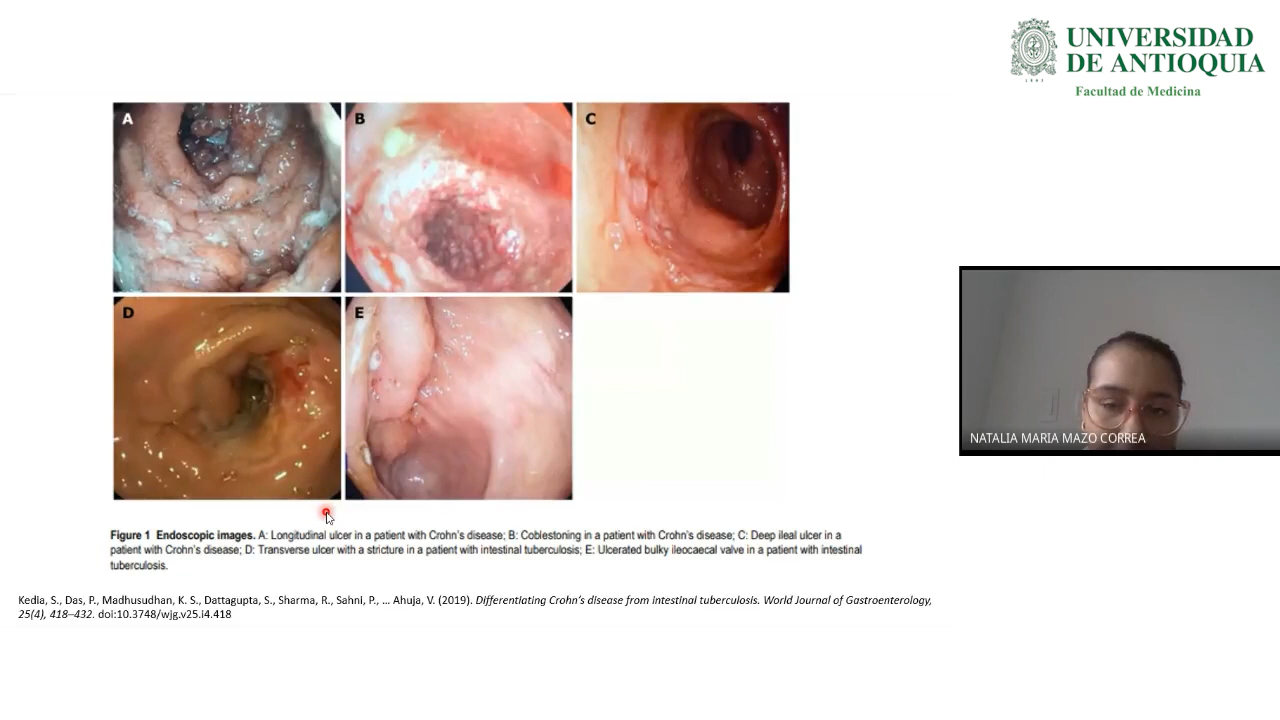 UNIVERSIDAD
DE ANTIOQUIA
1803
Facultad de Medicina
A
B
C
D
E
NATALIA MARIA MAZO CORREA
Figure 1 Endoscopic images. A: Longitudinal ulcer in a patient with Crohn's disease; B: Coblestoning in a patient with Crohn's disease; C: Deep ileal ulcer in a
patient with Crohn's disease; D: Transverse ulcer with a stricture in a patient with intestinal tuberculosis; E: Ulcerated bulky ileocaecal valve in a patient with intestinal
tuberculosis.
Kedia, S., Das, P., Madhusudhan, K. S., Dattagupta, S., Sharma, R., Sahni, P., … Ahuja, V. (2019). Differentiating Crohn's disease from intestinal tuberculosis. World Journal of Gastroenterology,
25(4), 418–432. doi:10.3748/wjg.v25.i4.418